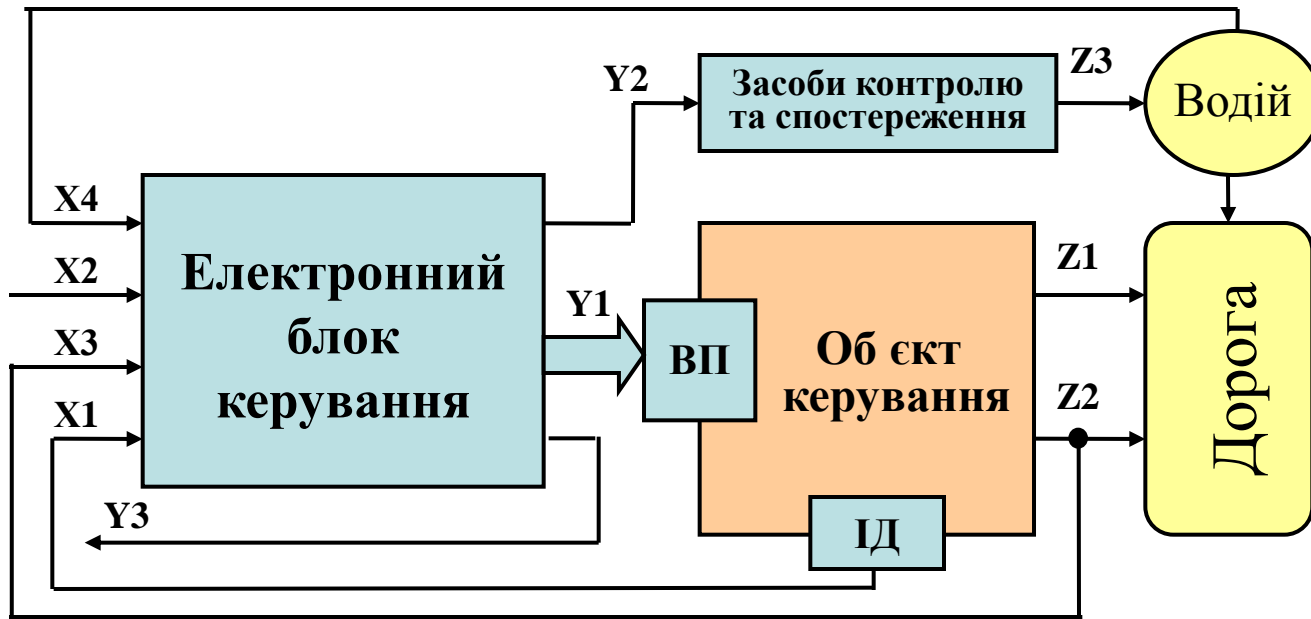 Y2
Засоби контролю
та спостереження
Z3
Водій
X4
X2
X3
X1
Електронний
блок
керування
Y1
ВП
Об єкт
керування
Z1
Z2
Дорога
Y3
ІД